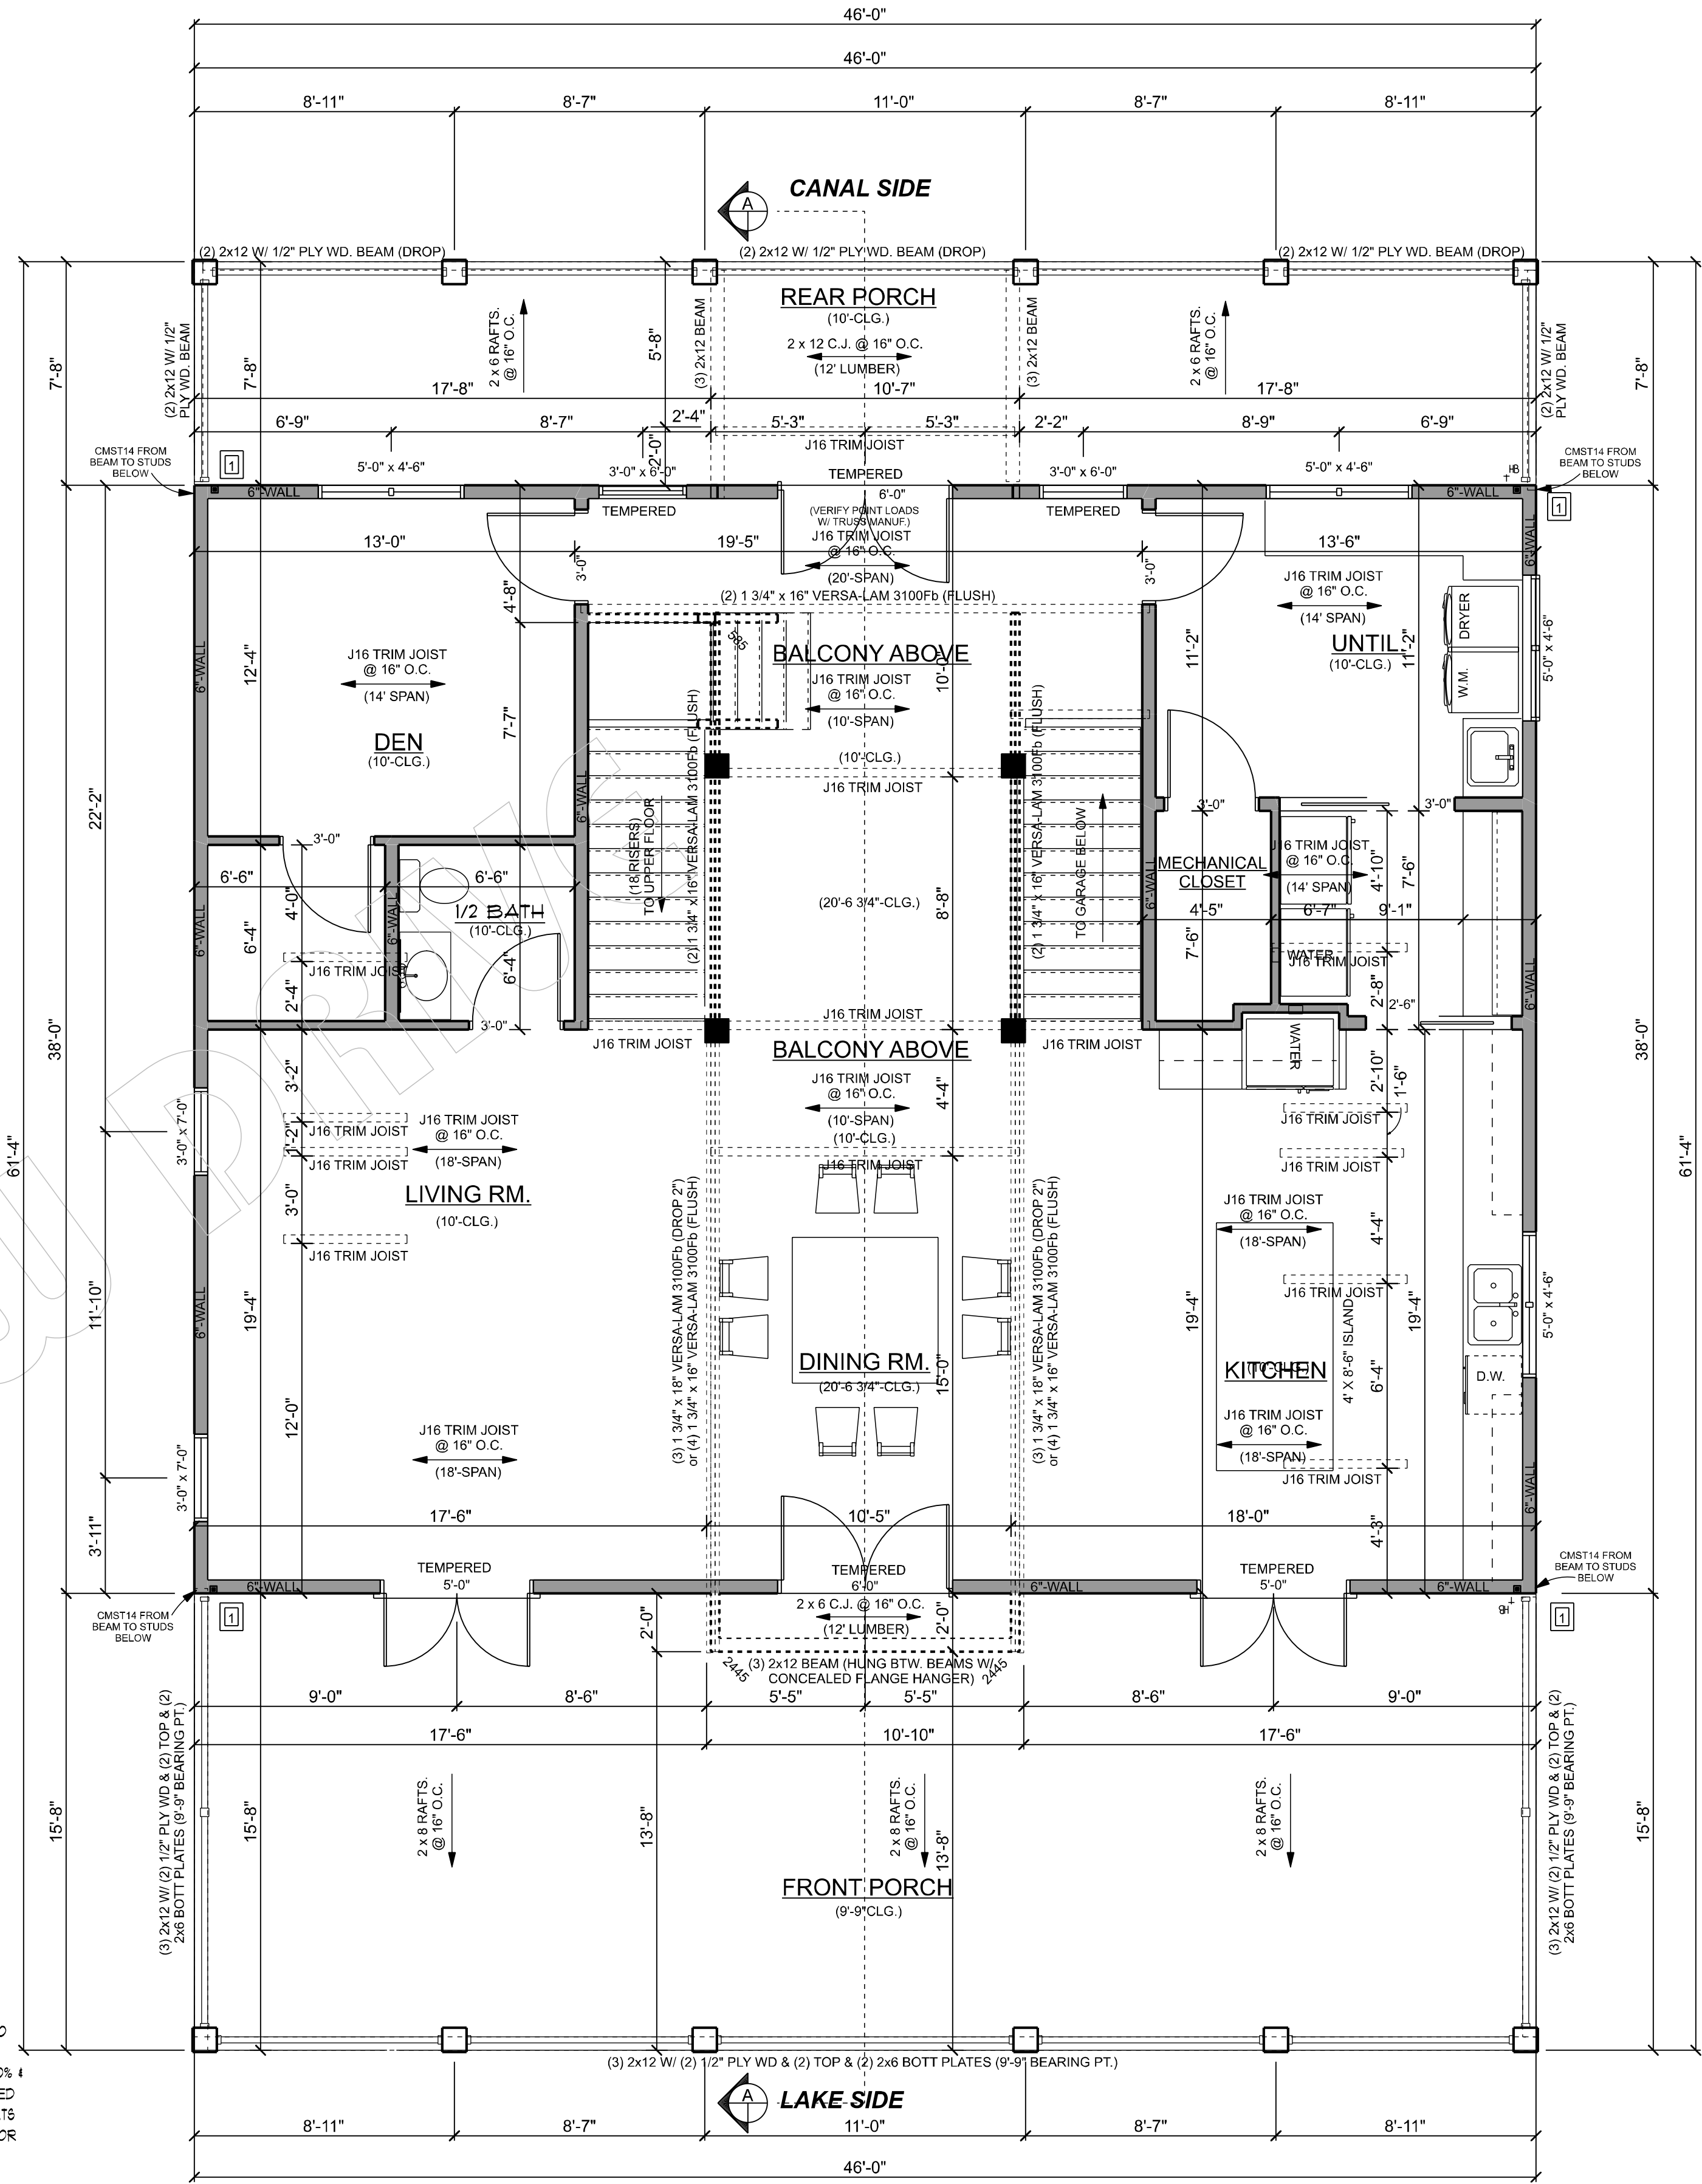 46'-0"
46'-0"
8'-11" 8'-7" 11'-0" 8'-7" 8'-11"
CANAL SIDE
A
(2) 2x12 W/ 1/2" PLY WD. BEAM (DROP) (2) 2x12 W/ 1/2" PLY WD. BEAM (DROP) (2) 2x12 W/ 1/2" PLY WD. BEAM (DROP)
REAR PORCH
(10'-CLG.)
2 x 12 C.J. @ 16" O.C.
(12' LUMBER)
2 x 6 RAFTS.
@ 16" O.C.
2 x 6 RAFTS.
@ 16" O.C.
5'-8"
(3) 2x12 BEAM
(3) 2x12 BEAM
(2) 2x12 W/ 1/2"
PLY WD. BEAM
(2) 2x12 W/ 1/2"
PLY WD. BEAM
7'-8" 7'-8" 7'-8"
17'-8" 10'-7" 17'-8"
6'-9" 8'-7" 2'-4" 5'-3" 5'-3" 2'-2" 8'-9" 6'-9"
2'-0"
J16 TRIM JOIST
CMST14 FROM
BEAM TO STUDS
BELOW
1
5'-0" x 4'-6" 3'-0" x 6'-0" TEMPERED 3'-0" x 6'-0" 5'-0" x 4'-6"
HB
CMST14 FROM
BEAM TO STUDS
BELOW
1
6"-WALL 6'-0" 6"-WALL
TEMPERED TEMPERED
(VERIFY POINT LOADS
W/ TRUSS MANUF.)
J16 TRIM JOIST
@ 16" O.C.
(20'-SPAN)
13'-0" 19'-5" 13'-6"
3'-0" 3'-0"
6"-WALL
(2) 1 3/4" x 16" VERSA-LAM 3100Fb (FLUSH)
4'-8"
585
BALCONY ABOVE
J16 TRIM JOIST
@ 16" O.C.
(10'-SPAN)
(10'-CLG.)
J16 TRIM JOIST
10'-0"
J16 TRIM JOIST
@ 16" O.C.
(14' SPAN)
DEN
(10'-CLG.)
12'-4"
7'-7"
6"-WALL
6"-WALL
J16 TRIM JOIST
@ 16" O.C.
(14' SPAN)
UNTIL.
(10'-CLG.)
11'-2" 11'-2"
DRYER
W.M.
5'-0" x 4'-6"
22'-2"
38'-0"
61'-4"
38'-0"
61'-4"
(18 RISERS)
TO UPPER FLOOR
(2) 1 3/4" x 16" VERSA-LAM 3100Fb (FLUSH)
(2) 1 3/4" x 16" VERSA-LAM 3100Fb (FLUSH)
TO GARAGE BELOW
(20'-6 3/4"-CLG.)
8'-8"
J16 TRIM JOIST
3'-0"
6'-6" 6'-6"
1/2 BATH
(10'-CLG.)
4'-0"
6'-4"
2'-4"
6'-4"
6"-WALL
6"-WALL
J16 TRIM JOIST
3'-0"
3'-0" 3'-0"
MECHANICAL
CLOSET
6"-WALL
4'-5" 6'-7" 9'-1"
7'-6"
J16 TRIM JOIST
@ 16" O.C.
(14' SPAN)
4'-10"
7'-6"
WATER
J16 TRIM JOIST
2'-8"
2'-6"
6"-WALL
WATER
J16 TRIM JOIST J16 TRIM JOIST
BALCONY ABOVE
J16 TRIM JOIST
@ 16" O.C.
(10'-SPAN)
(10'-CLG.)
J16 TRIM JOIST
4'-4"
3'-2"
1'-2"
3'-0"
12'-0"
J16 TRIM JOIST
J16 TRIM JOIST
J16 TRIM JOIST
J16 TRIM JOIST
@ 16" O.C.
(18'-SPAN)
LIVING RM.
(10'-CLG.)
3'-0" x 7'-0"
11'-10"
6"-WALL
19'-4"
J16 TRIM JOIST
@ 16" O.C.
(18'-SPAN)
3'-0" x 7'-0"
3'-11"
(3) 1 3/4" x 18" VERSA-LAM 3100Fb (DROP 2")
or (4) 1 3/4" x 16" VERSA-LAM 3100Fb (FLUSH)
DINING RM.
(20'-6 3/4"-CLG.)
15'-0"
(3) 1 3/4" x 18" VERSA-LAM 3100Fb (DROP 2")
or (4) 1 3/4" x 16" VERSA-LAM 3100Fb (FLUSH)
2'-10"
1'-6"
J16 TRIM JOIST
J16 TRIM JOIST
J16 TRIM JOIST
@ 16" O.C.
(18'-SPAN)
4'-4"
J16 TRIM JOIST
19'-4"
4' X 8'-6" ISLAND
19'-4"
KITCHEN
(10'-CLG.)
6'-4"
J16 TRIM JOIST
@ 16" O.C.
(18'-SPAN)
J16 TRIM JOIST
4'-3"
5'-0" x 4'-6"
D.W.
6"-WALL
17'-6" 10'-5" 18'-0"
TEMPERED TEMPERED TEMPERED
6"-WALL 5'-0" 6'-0" 6"-WALL 5'-0" 6"-WALL
CMST14 FROM
BEAM TO STUDS
BELOW
1
CMST14 FROM
BEAM TO STUDS
BELOW
HB
1
2 x 6 C.J. @ 16" O.C.
(12' LUMBER)
2'-0" 2'-0"
2445 (3) 2x12 BEAM (HUNG BTW. BEAMS W/ 2445
CONCEALED FLANGE HANGER)
9'-0" 8'-6" 5'-5" 5'-5" 8'-6" 9'-0"
17'-6" 10'-10" 17'-6"
(3) 2x12 W/ (2) 1/2" PLY WD & (2) TOP & (2)
2x6 BOTT PLATES (9'-9" BEARING PT.)
(3) 2x12 W/ (2) 1/2" PLY WD & (2) TOP & (2)
2x6 BOTT PLATES (9'-9" BEARING PT.)
15'-8" 15'-8" 13'-8" 13'-8" 15'-8"
2 x 8 RAFTS.
@ 16" O.C.
2 x 8 RAFTS.
@ 16" O.C.
2 x 8 RAFTS.
@ 16" O.C.
FRONT PORCH
(9'-9"CLG.)
(3) 2x12 W/ (2) 1/2" PLY WD & (2) TOP & (2) 2x6 BOTT PLATES (9'-9" BEARING PT.)
A
LAKE SIDE
8'-11" 8'-7" 11'-0" 8'-7" 8'-11"
46'-0"
DRIVE